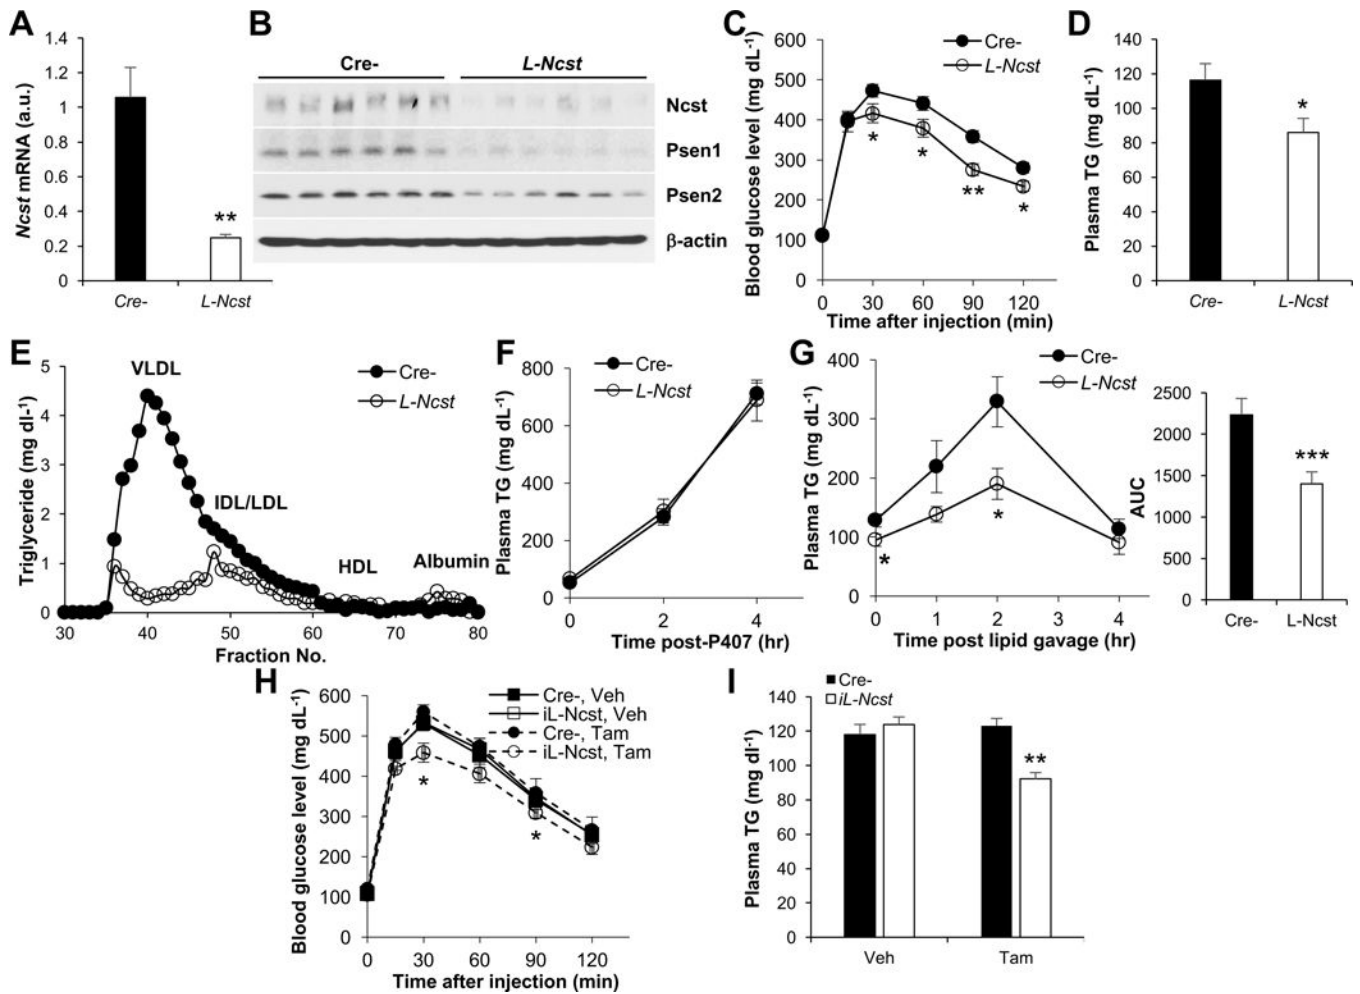 A
Ncst mRNA (a.u.)
1.4
1.2
1
0.8
0.6
0.4
0.2
0
**
Cre-
L-Ncst
B
Cre-
L-Ncst
Ncst
Psen1
Psen2
β-actin
C
Blood glucose level (mg dL-1)
600
500
400
300
200
100
0
Cre-
L-Ncst
*
*
**
*
0 30 60 90 120
Time after injection (min)
D
Plasma TG (mg dL-1)
140
120
100
80
60
40
20
0
*
Cre-
L-Ncst
E
Triglyceride (mg dl-1)
5
4
3
2
1
0
VLDL
IDL/LDL
HDL
Albumin
Cre-
L-Ncst
30 40 50 60 70 80
Fraction No.
F
Plasma TG (mg dL-1)
800
600
400
200
0
Cre-
L-Ncst
0 2 4
Time post-P407 (hr)
G
Plasma TG (mg dL-1)
400
300
200
100
0
Cre-
L-Ncst
*
*
0 1 2 4
Time post lipid gavage (hr)
AUC
2500
2000
1500
1000
500
0
***
Cre-
L-Ncst
H
Blood glucose level (mg dL-1)
600
500
400
300
200
100
0
Cre-, Veh
iL-Ncst, Veh
Cre-, Tam
iL-Ncst, Tam
*
*
0 30 60 90 120
Time after injection (min)
I
Plasma TG (mg dl-1)
Cre-
iL-Ncst
140
120
100
80
60
40
20
0
**
Veh
Tam